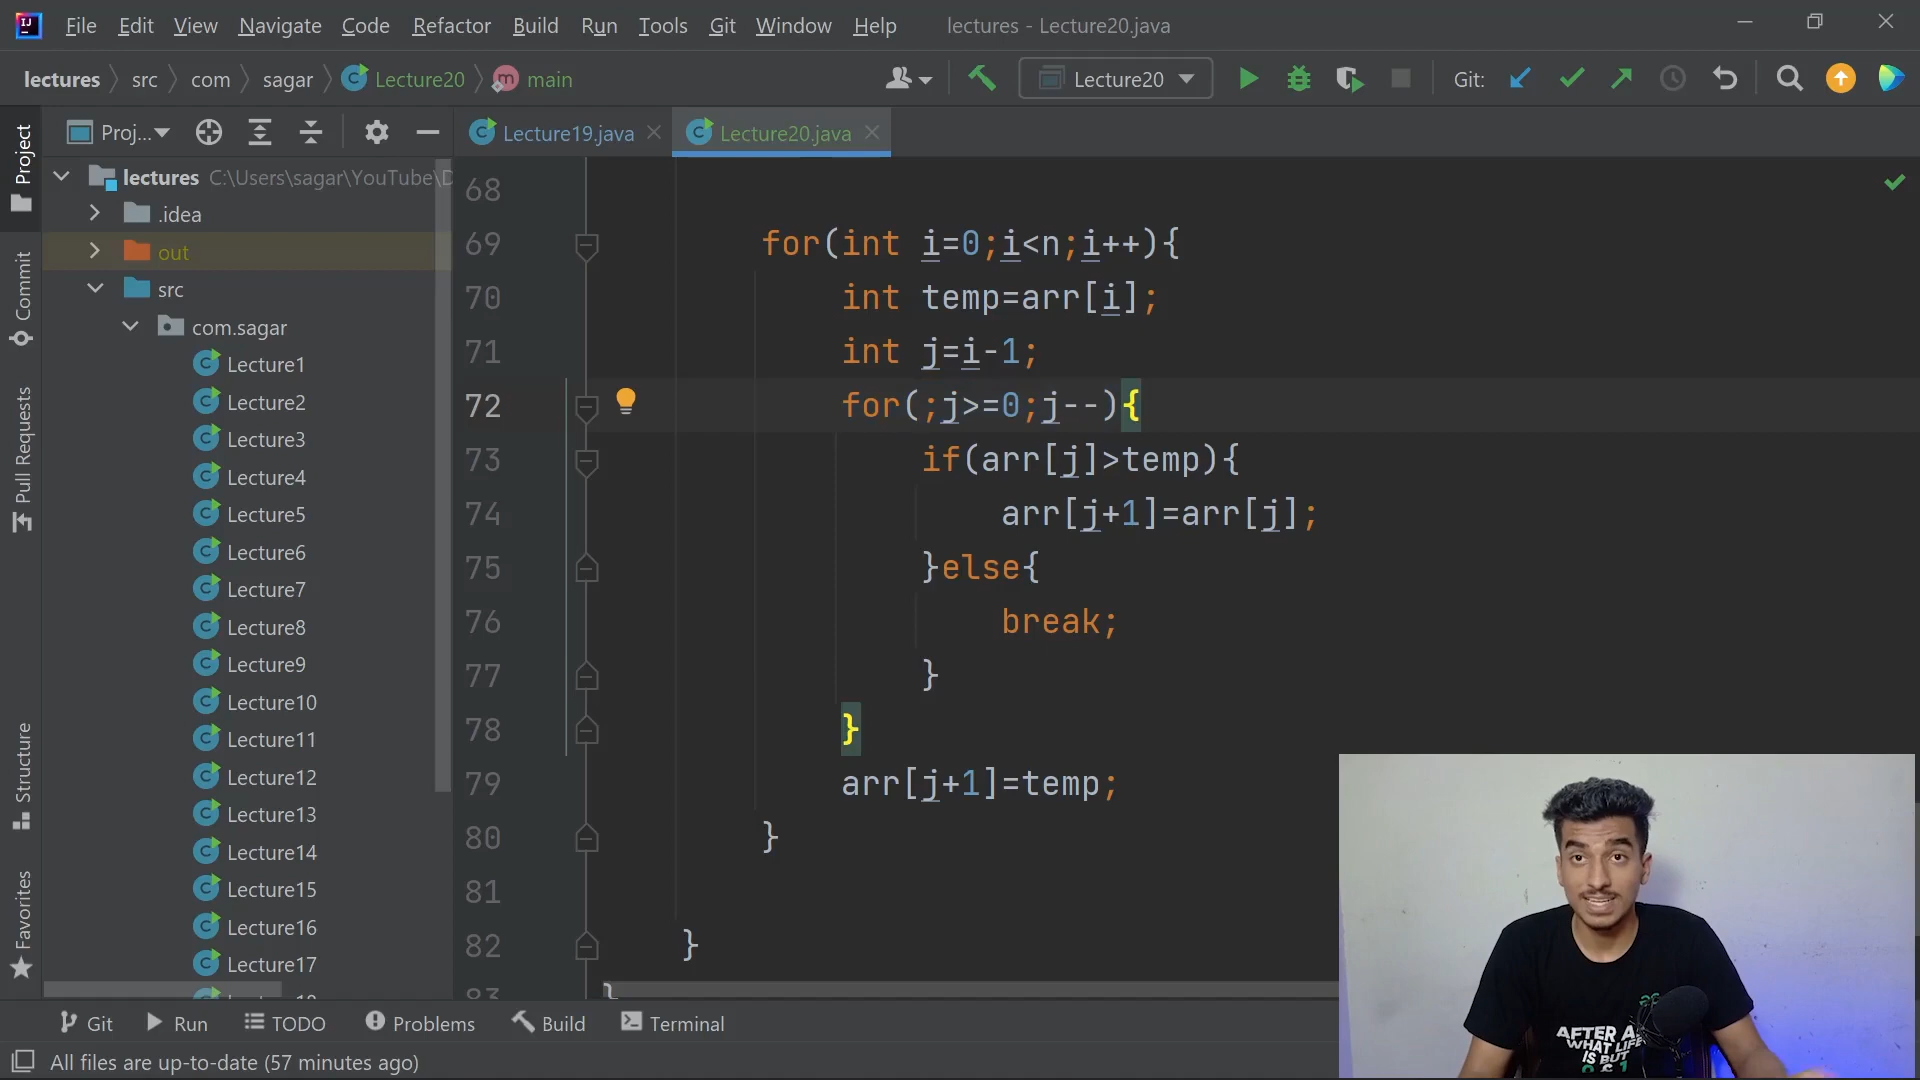 File Edit View Navigate Code Refactor Build Run Tools Git Window Help lectures - Lecture20.java
lectures src com sagar Lecture20 main Lecture20 Git:
Proj... Lecture19.java Lecture20.java
Project
Commit
Pull Requests
Structure
Favorites
lectures C:\Users\sagar\YouTube\D
.idea
out
src
com.sagar
Lecture1
Lecture2
Lecture3
Lecture4
Lecture5
Lecture6
Lecture7
Lecture8
Lecture9
Lecture10
Lecture11
Lecture12
Lecture13
Lecture14
Lecture15
Lecture16
Lecture17
68
69 for(int i=0;i<n;i++){
70 int temp=arr[i];
71 int j=i-1;
72 for(;j>=0;j--){
73 if(arr[j]>temp){
74 arr[j+1]=arr[j];
75 }else{
76 break;
77 }
78 }
79 arr[j+1]=temp;
80 }
81
82 }
83 }
AFTER A
WHAT LIFE
IS BUT
Git Run TODO Problems Build Terminal
All files are up-to-date (57 minutes ago)